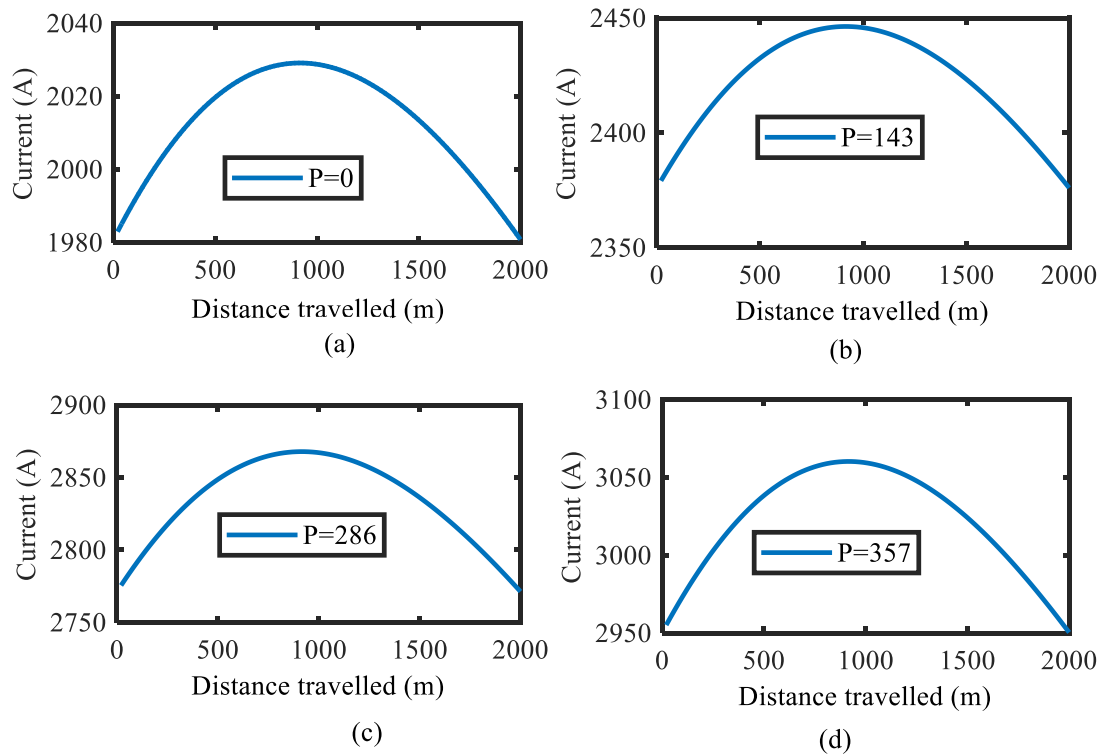 2040
2020
2000
1980
Current (A)
P=0
0 500 1000 1500 2000
Distance travelled (m)
(a)
2450
2400
2350
Current (A)
P=143
0 500 1000 1500 2000
Distance travelled (m)
(b)
2900
2850
2800
2750
Current (A)
P=286
0 500 1000 1500 2000
Distance travelled (m)
(c)
3100
3050
3000
2950
Current (A)
P=357
0 500 1000 1500 2000
Distance travelled (m)
(d)